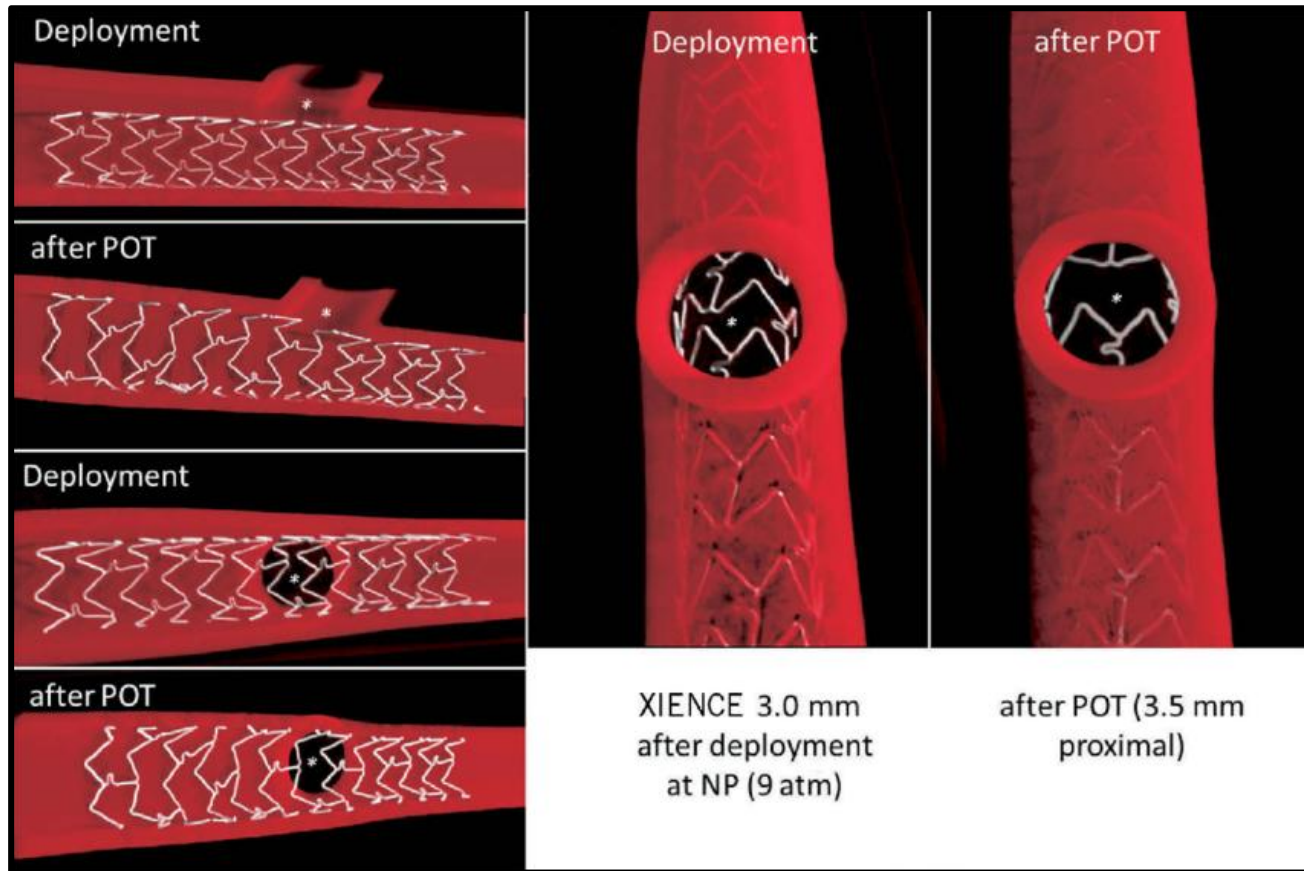 Deployment
*
after POT
*
Deployment
*
after POT
*
Deployment
*
after POT
*
XIENCE 3.0 mm
after deployment
at NP (9 atm)
after POT (3.5 mm
proximal)